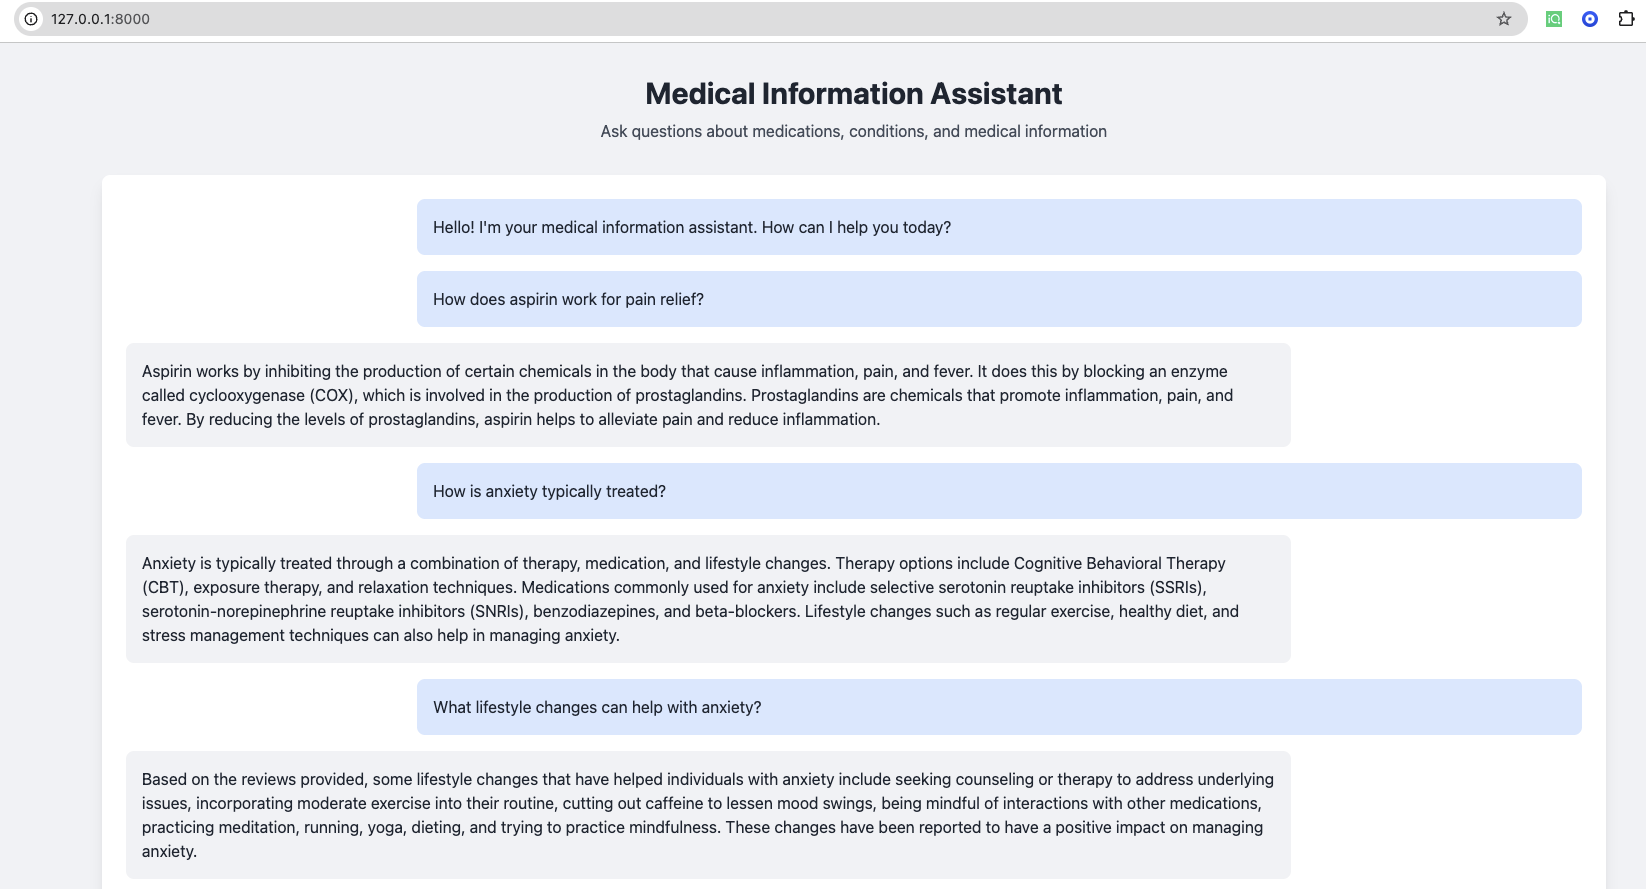 127.0.0.1:8000
iQ
Medical Information Assistant
Ask questions about medications, conditions, and medical information
Hello! I'm your medical information assistant. How can I help you today?
How does aspirin work for pain relief?
Aspirin works by inhibiting the production of certain chemicals in the body that cause inflammation, pain, and fever. It does this by blocking an enzyme
called cyclooxygenase (COX), which is involved in the production of prostaglandins. Prostaglandins are chemicals that promote inflammation, pain, and
fever. By reducing the levels of prostaglandins, aspirin helps to alleviate pain and reduce inflammation.
How is anxiety typically treated?
Anxiety is typically treated through a combination of therapy, medication, and lifestyle changes. Therapy options include Cognitive Behavioral Therapy
(CBT), exposure therapy, and relaxation techniques. Medications commonly used for anxiety include selective serotonin reuptake inhibitors (SSRIs),
serotonin-norepinephrine reuptake inhibitors (SNRIs), benzodiazepines, and beta-blockers. Lifestyle changes such as regular exercise, healthy diet, and
stress management techniques can also help in managing anxiety.
What lifestyle changes can help with anxiety?
Based on the reviews provided, some lifestyle changes that have helped individuals with anxiety include seeking counseling or therapy to address underlying
issues, incorporating moderate exercise into their routine, cutting out caffeine to lessen mood swings, being mindful of interactions with other medications,
practicing meditation, running, yoga, dieting, and trying to practice mindfulness. These changes have been reported to have a positive impact on managing
anxiety.